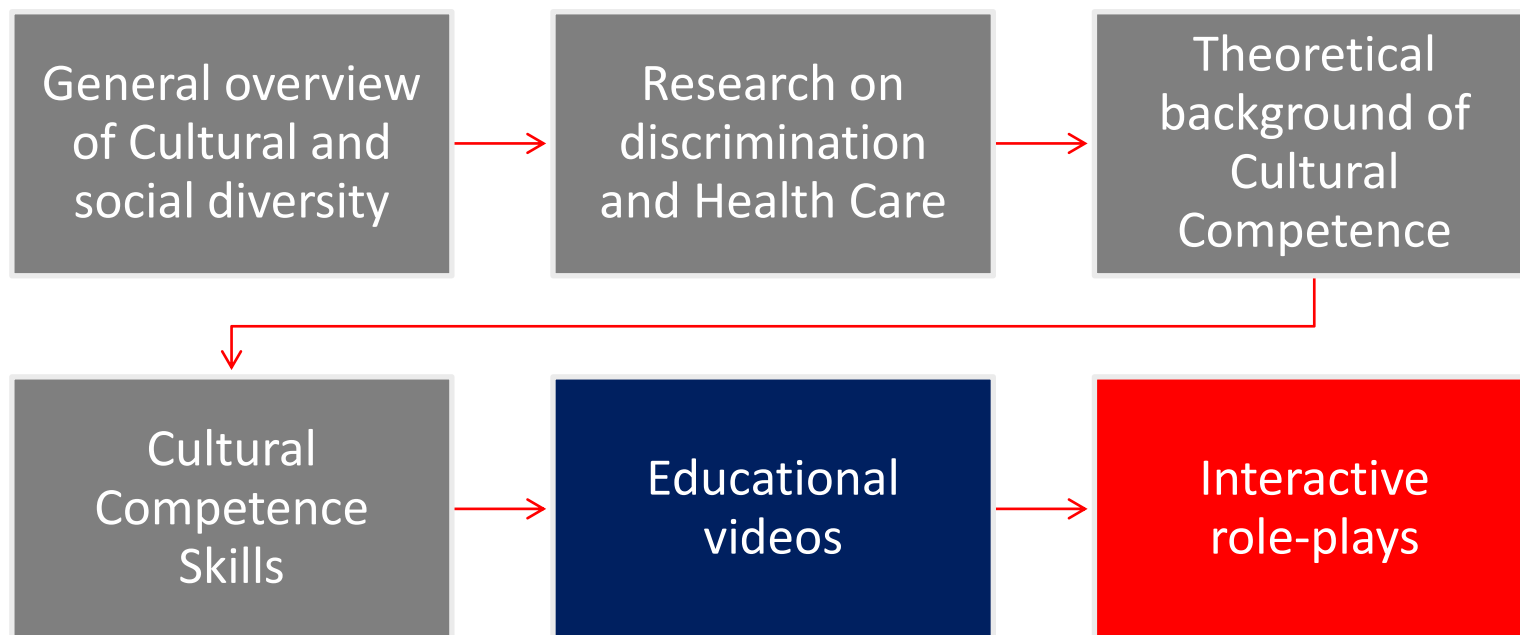 General overview
of Cultural and
social diversity
Research on
discrimination
and Health Care
Theoretical
background of
Cultural
Competence
Cultural
Competence
Skills
Educational
videos
Interactive
role-plays